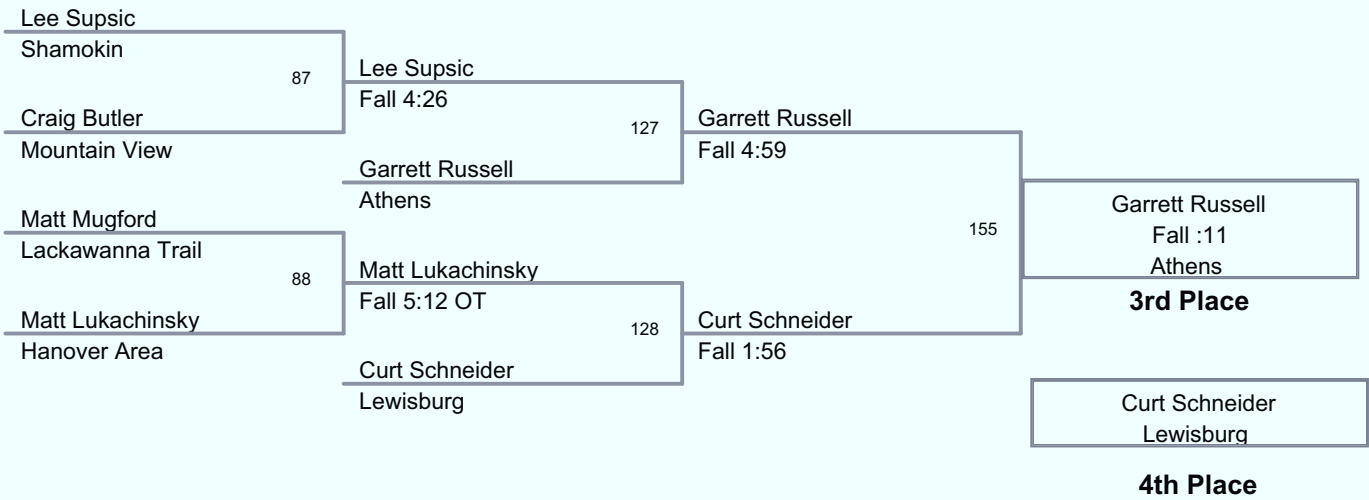 Lee Supsic
Shamokin
87
Craig Butler
Mountain View
Matt Mugford
Lackawanna Trail
88
Matt Lukachinsky
Hanover Area
Lee Supsic
Fall 4:26
127
Garrett Russell
Athens
Matt Lukachinsky
Fall 5:12 OT
128
Curt Schneider
Lewisburg
Garrett Russell
Fall 4:59
155
Curt Schneider
Fall 1:56
Garrett Russell
Fall :11
Athens
3rd Place
Curt Schneider
Lewisburg
4th Place